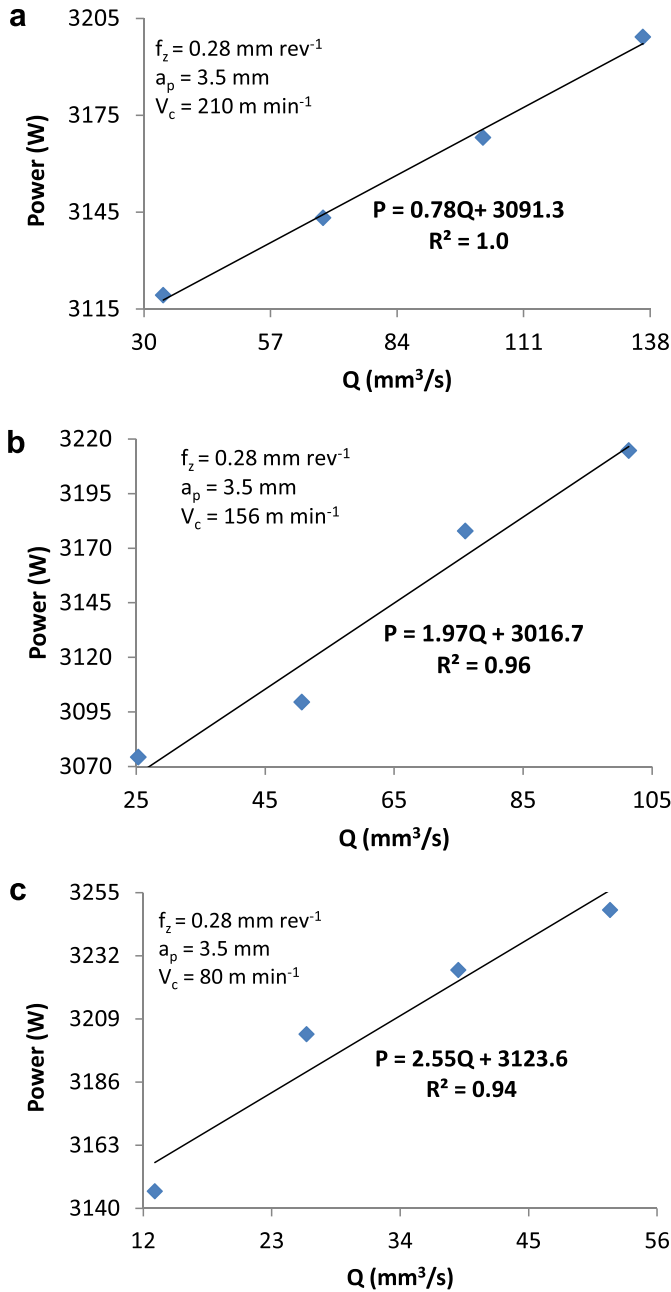 a
3205
3175
3145
3115
Power (W)
f_z = 0.28 mm rev⁻¹
a_p = 3.5 mm
V_c = 210 m min⁻¹
P = 0.78Q+ 3091.3
R² = 1.0
30 57 84 111 138
Q (mm³/s)
b
3220
3195
3170
3145
3120
3095
3070
Power (W)
f_z = 0.28 mm rev⁻¹
a_p = 3.5 mm
V_c = 156 m min⁻¹
P = 1.97Q + 3016.7
R² = 0.96
25 45 65 85 105
Q (mm³/s)
c
3255
3232
3209
3186
3163
3140
Power (W)
f_z = 0.28 mm rev⁻¹
a_p = 3.5 mm
V_c = 80 m min⁻¹
P = 2.55Q + 3123.6
R² = 0.94
12 23 34 45 56
Q (mm³/s)